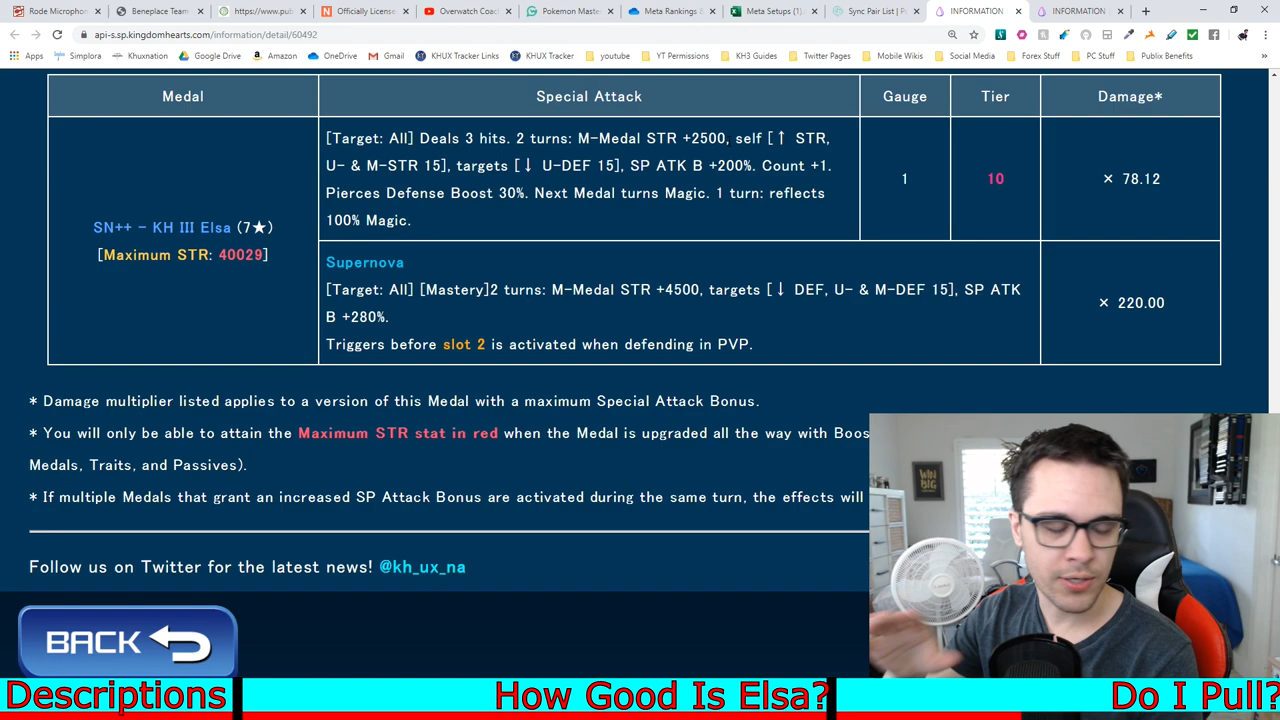 Rode Microphon
Beneplace Team
https://www.pub
Officially License
Overwatch Coach
Pokemon Master
Meta Rankings &
Meta Setups (1)
Sync Pair List | P
INFORMATION
INFORMATION
api-s.sp.kingdomhearts.com/information/detail/60492
Apps
Simplora
Khuxnation
Google Drive
Amazon
OneDrive
Gmail
KHUX Tracker Links
KHUX Tracker
youtube
YT Permissions
KH3 Guides
Twitter Pages
Mobile Wikis
Social Media
Forex Stuff
PC Stuff
Publix Benefits
Medal Special Attack Gauge Tier Damage*
SN++ - KH III Elsa (7★)
[Maximum STR: 40029]
[Target: All] Deals 3 hits. 2 turns: M-Medal STR +2500, self [↑ STR,
U- & M-STR 15], targets [↓ U-DEF 15], SP ATK B +200%. Count +1.
Pierces Defense Boost 30%. Next Medal turns Magic. 1 turn: reflects
100% Magic.
1 10 × 78.12
Supernova
[Target: All] [Mastery]2 turns: M-Medal STR +4500, targets [↓ DEF, U- & M-DEF 15], SP ATK
B +280%.
Triggers before slot 2 is activated when defending in PVP.
× 220.00
* Damage multiplier listed applies to a version of this Medal with a maximum Special Attack Bonus.
* You will only be able to attain the Maximum STR stat in red when the Medal is upgraded all the way with Boos
Medals, Traits, and Passives).
* If multiple Medals that grant an increased SP Attack Bonus are activated during the same turn, the effects will
Follow us on Twitter for the latest news! @kh_ux_na
BACK
WIN
BIG
Descriptions
How Good Is Elsa?
Do I Pull?